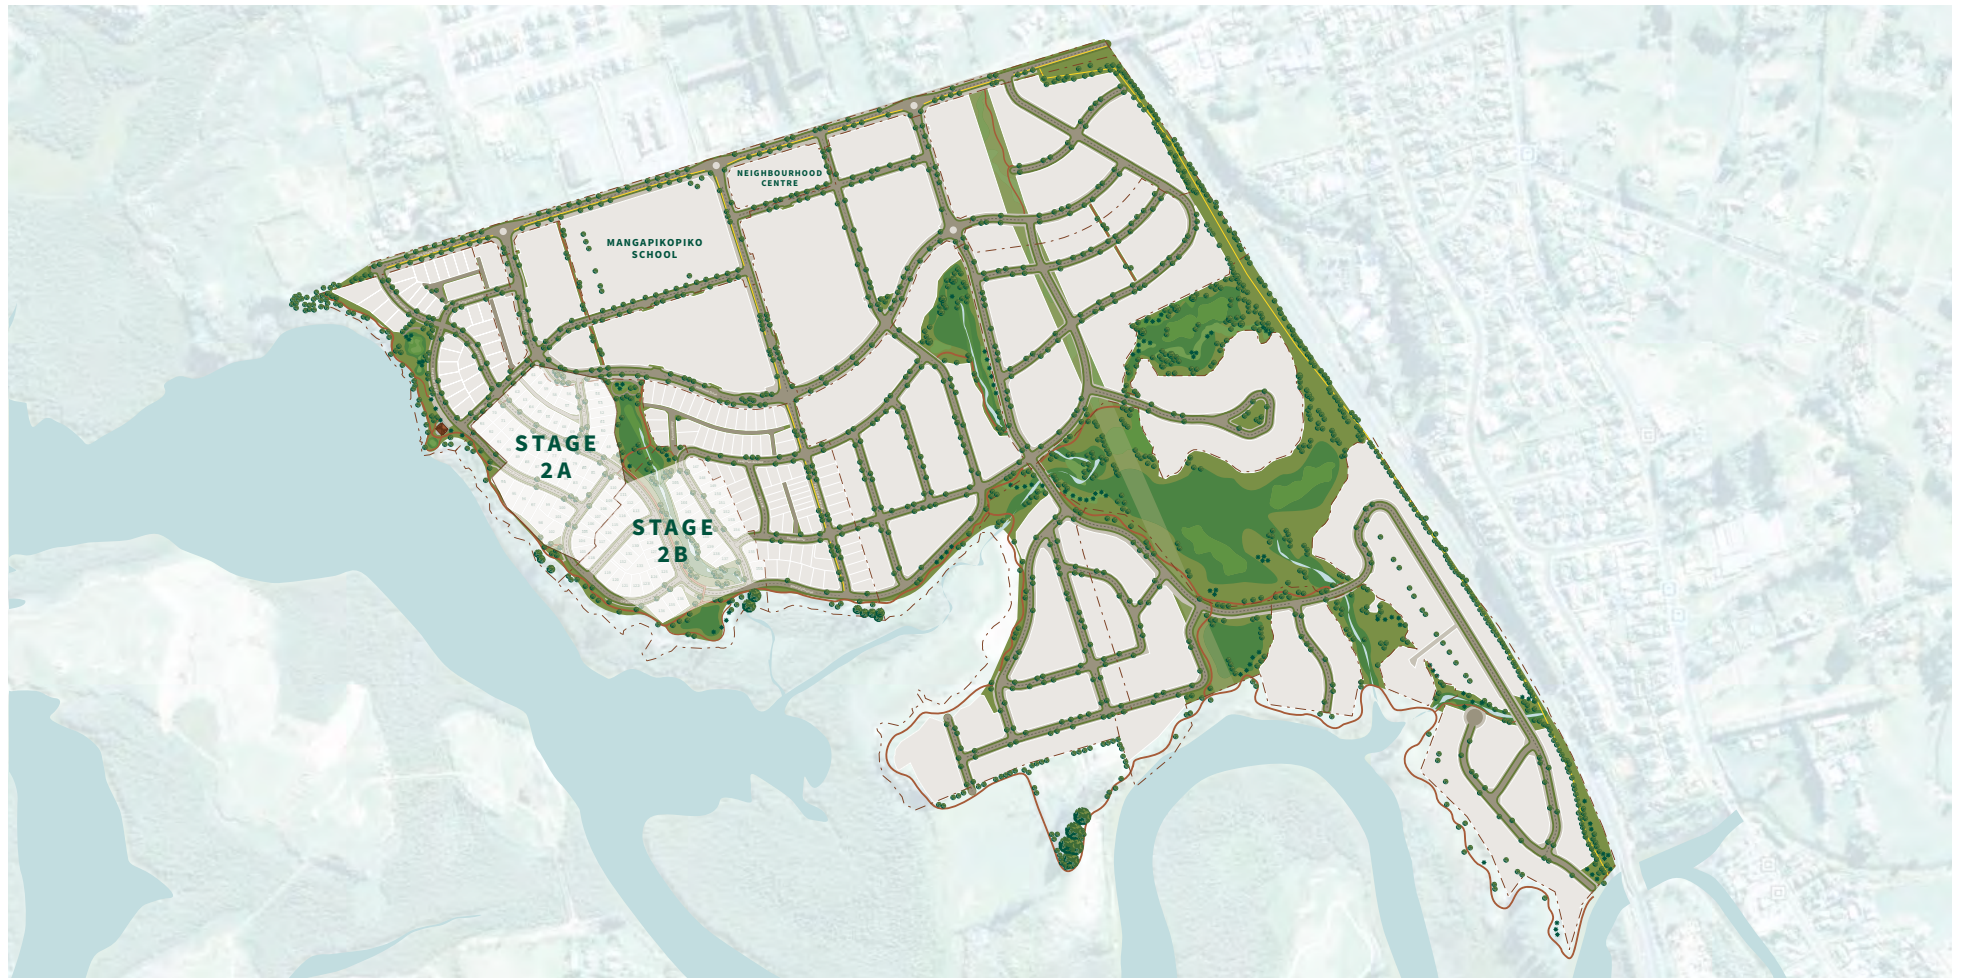 NEIGHBOURHOOD
CENTRE
MANGAPIKOPIKO
SCHOOL
STAGE
2A
STAGE
2B